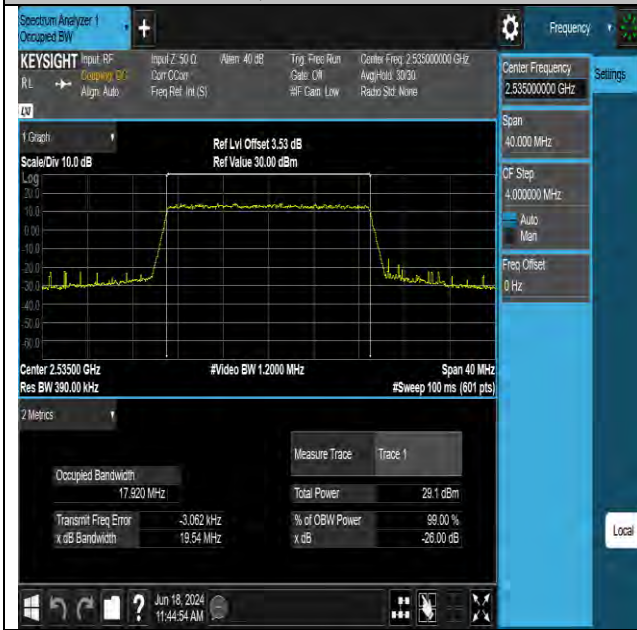 Spectrum Analyzer 1
Occupied BW
Frequency
KEYSIGHT Input: RF Input Z: 50 Ω Atten: 40 dB Trig: Free Run Center Freq: 2.535000000 GHz
RL Coupling: DC Corr CCorr Gate: Off Avg|Hold: 30/30
Align: Auto Freq Ref: Int (S) #IF Gain: Low Radio Std: None
LXI
Center Frequency
2.535000000 GHz
Settings
Span
40.000 MHz
CF Step
4.000000 MHz
Auto
Man
Freq Offset
0 Hz
Local
1 Graph
Ref Lvl Offset 3.53 dB
Scale/Div 10.0 dB Ref Value 30.00 dBm
Log
20.0
10.0
0.00
-10.0
-20.0
-30.0
-40.0
-50.0
-60.0
Center 2.53500 GHz #Video BW 1.2000 MHz Span 40 MHz
Res BW 390.00 kHz #Sweep 100 ms (601 pts)
2 Metrics
Measure Trace Trace 1
Occupied Bandwidth
17.920 MHz Total Power 29.1 dBm
Transmit Freq Error -3.062 kHz % of OBW Power 99.00 %
x dB Bandwidth 19.54 MHz x dB -26.00 dB
? Jun 18, 2024
11:44:54 AM